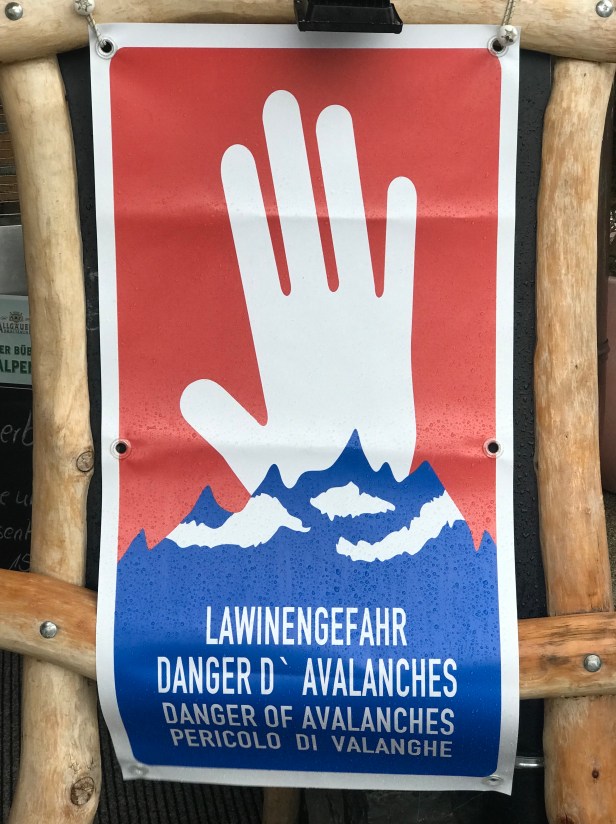 LAWINENGEFAHR
DANGER D` AVALANCHES
DANGER OF AVALANCHES
PERICOLO DI VALANGHE